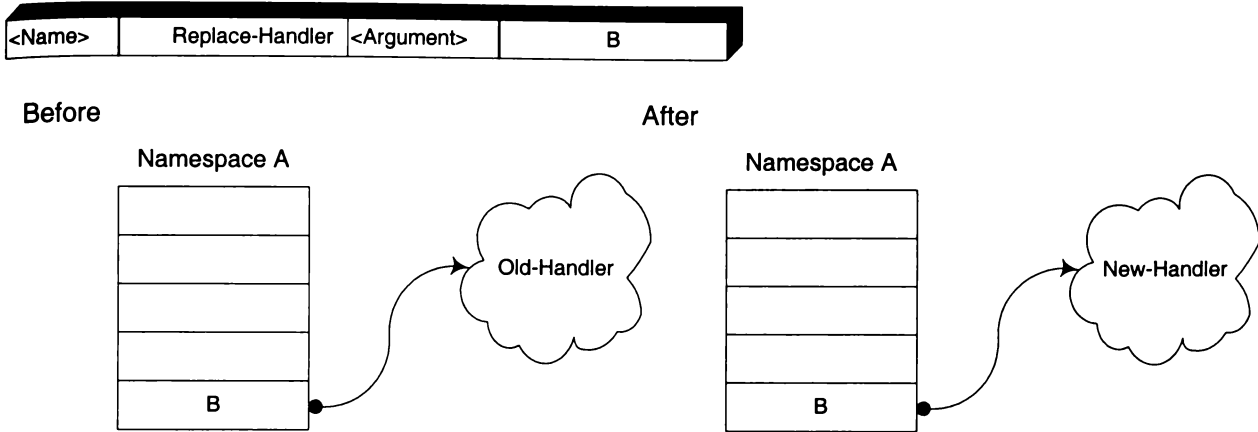 <Name> Replace-Handler <Argument> B
Before After
Namespace A Namespace A
Old-Handler New-Handler
B B